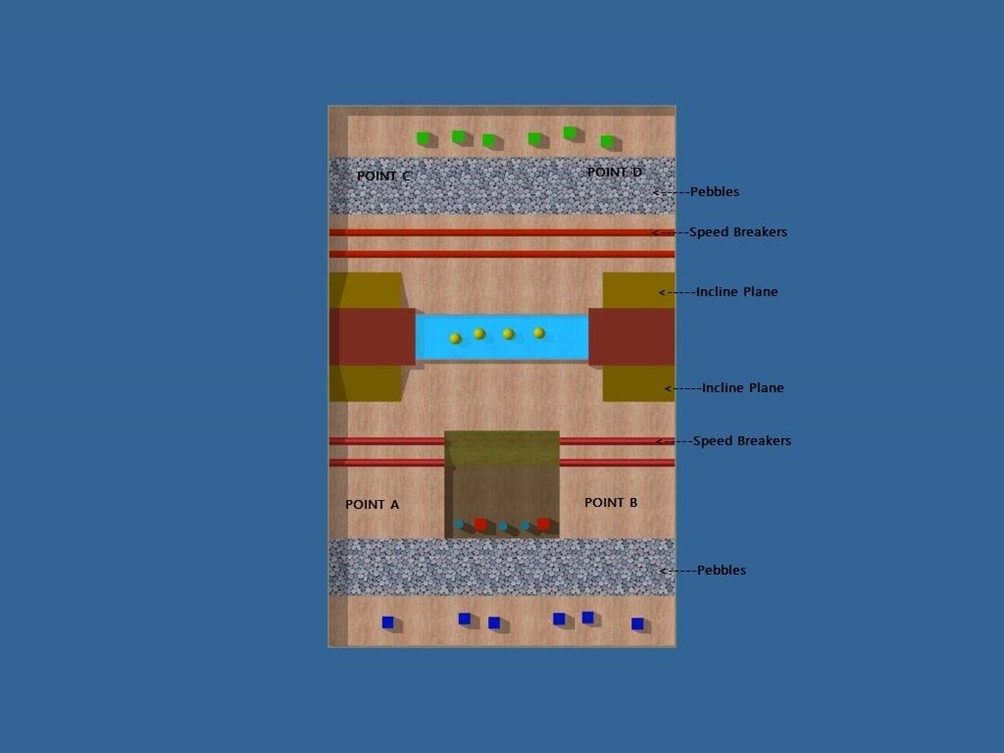 POINT C
POINT D
<-----Pebbles
<-----Speed Breakers
<-----Incline Plane
<-----Incline Plane
<-----Speed Breakers
POINT A
POINT B
<-----Pebbles